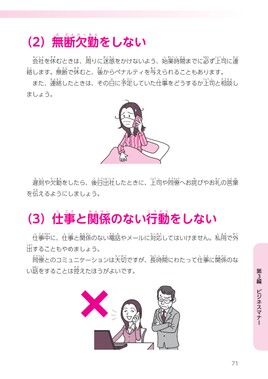 （2）無断欠勤をしない
会社を休むときは、周りに迷惑をかけないよう、始業時間までに必ず上司に連
絡します。無断で休むと、後からペナルティを与えられることもあります。
また、連絡したときは、その日に予定していた仕事をどうするか上司と相談し
ましょう。
遅刻や欠勤をしたら、後日出社したときに、上司や同僚へお詫びやお礼の言葉
を伝えるようにしましょう。
（3）仕事と関係のない行動をしない
仕事中に、仕事と関係のない電話やメールに対応してはいけません。私用で外
出することもやめましょう。
同僚とのコミュニケーションは大切ですが、長時間にわたって仕事に関係のな
い話をすることは控えたほうがよいです。
第3編 ビジネスマナー
71